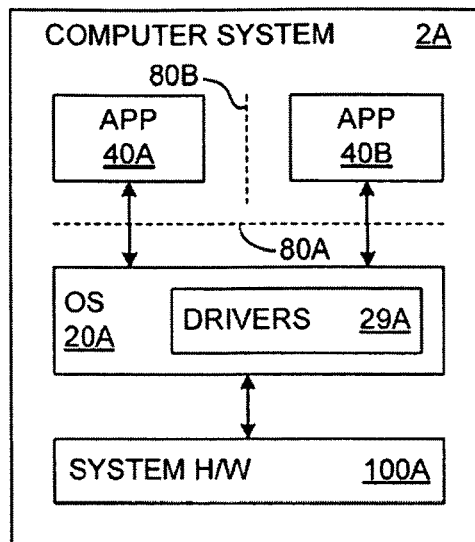 COMPUTER SYSTEM 2A
80B
APP
40A
APP
40B
80A
OS
20A
DRIVERS 29A
SYSTEM H/W 100A